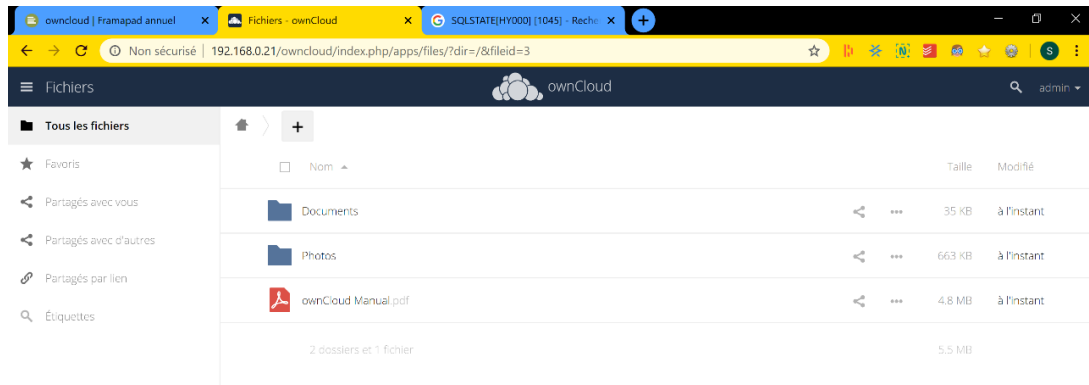 owncloud | Framapad annuel
Fichiers - ownCloud
SQLSTATE[HY000] [1045] - Reche
Non sécurisé | 192.168.0.21/owncloud/index.php/apps/files/?dir=/&fileid=3
S
Fichiers
ownCloud
admin
Tous les fichiers
Favoris
Nom Taille Modifié
Partagés avec vous
Documents 35 KB à l'instant
Partagés avec d'autres
Photos 663 KB à l'instant
Partagés par lien
ownCloud Manual.pdf 4.8 MB à l'instant
Étiquettes
2 dossiers et 1 fichier 5.5 MB